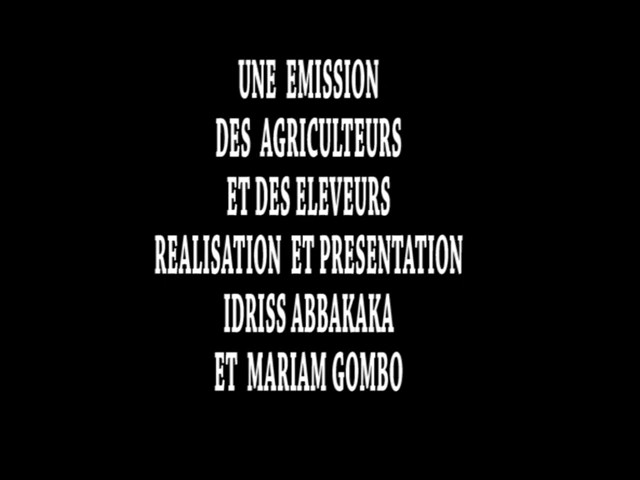 UNE EMISSION
DES AGRICULTEURS
ET DES ELEVEURS
REALISATION ET PRESENTATION
IDRISS ABBAKAKA
ET MARIAM GOMBO